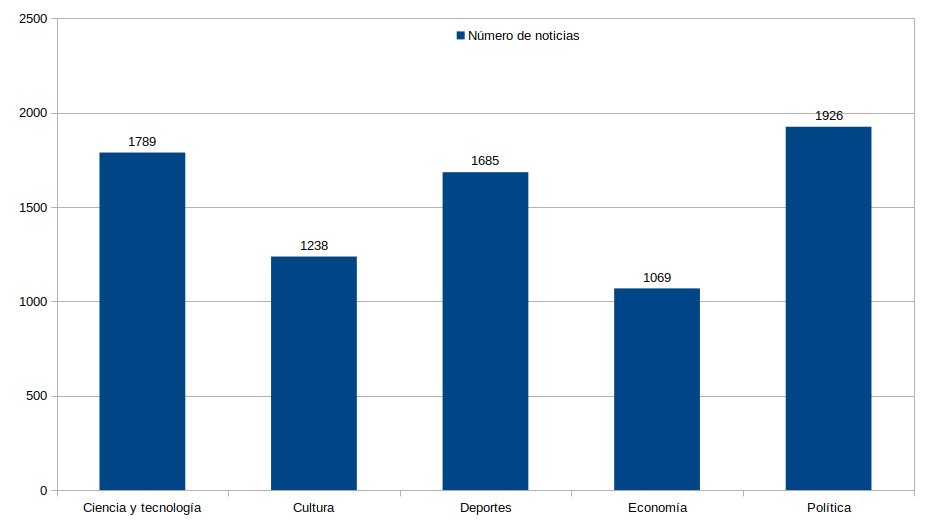 2500
Número de noticias
2000
1926
1789
1685
1500
1238
1069
1000
500
0
Ciencia y tecnología
Cultura
Deportes
Economía
Política